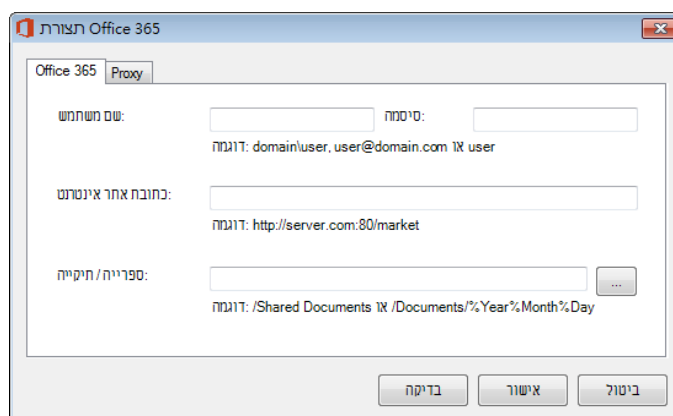 תצורת Office 365
Office 365 Proxy
שם משתמש: סיסמה:
דוגמה: domain\user, user@domain.com או user
כתובת אתר אינטרנט:
דוגמה: http://server.com:80/market
ספרייה / תיקייה: ...
דוגמה: /Shared Documents או /Documents/%Year%Month%Day
בדיקה אישור ביטול